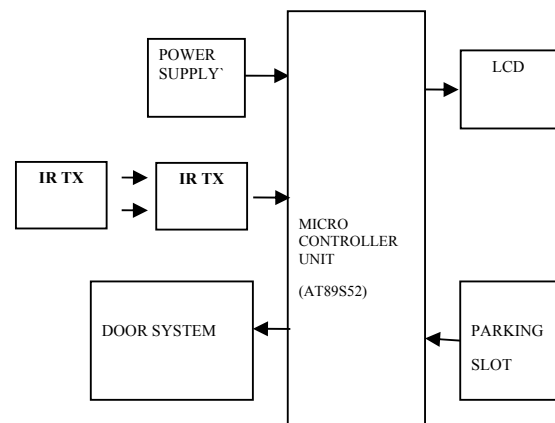 POWER
SUPPLY`
LCD
IR TX
IR TX
MICRO
CONTROLLER
UNIT
(AT89S52)
DOOR SYSTEM
PARKING
SLOT